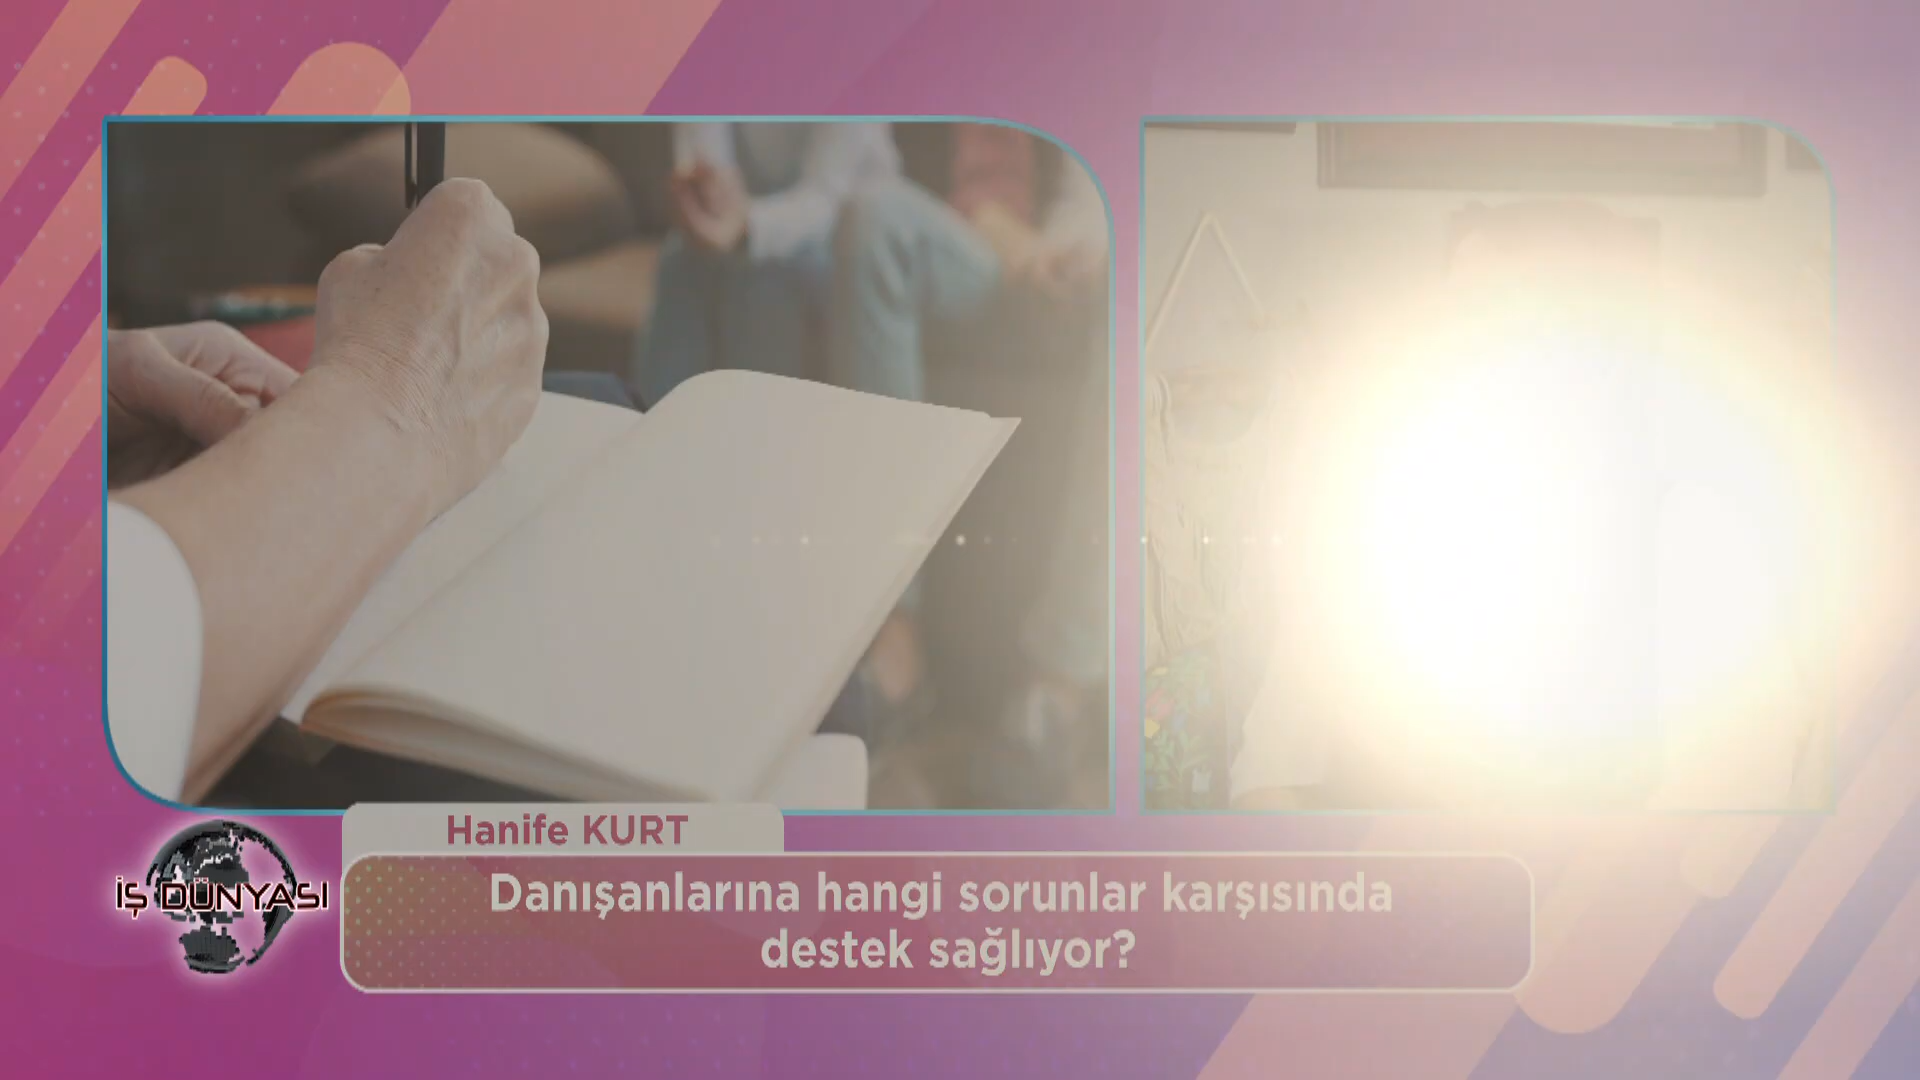 Hanife KURT
İŞ DÜNYASI
Danışanlarına hangi sorunlar karşısında
destek sağlıyor?